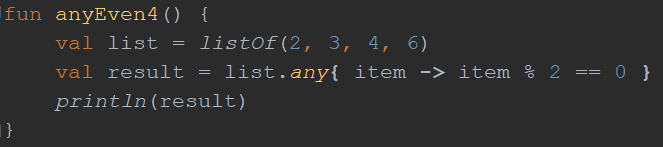 fun anyEven4() {
    val list = listOf(2, 3, 4, 6)
    val result = list.any{ item -> item % 2 == 0 }
    println(result)
}